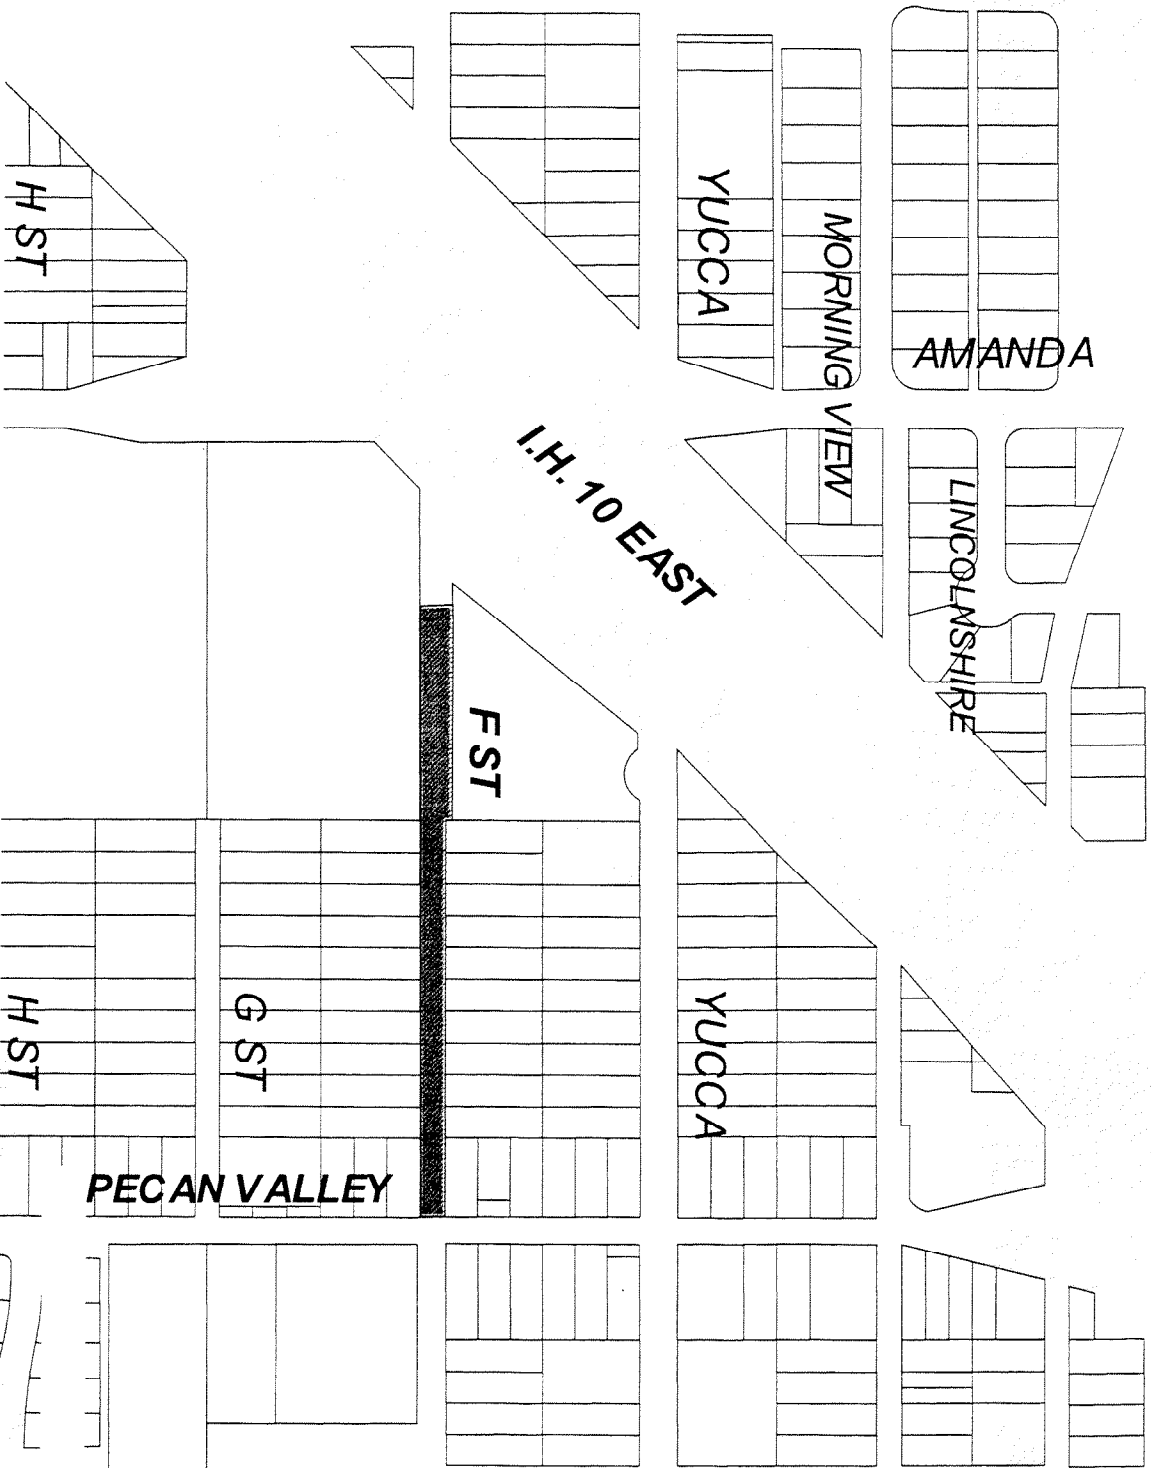 H ST
YUCCA
MORNING VIEW
AMANDA
I.H. 10 EAST
LINCOLNSHIRE
F ST
H ST
G ST
YUCCA
PECAN VALLEY